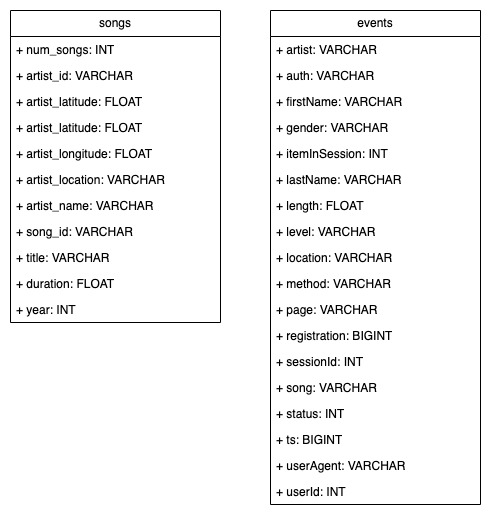 songs
+ num_songs: INT
+ artist_id: VARCHAR
+ artist_latitude: FLOAT
+ artist_latitude: FLOAT
+ artist_longitude: FLOAT
+ artist_location: VARCHAR
+ artist_name: VARCHAR
+ song_id: VARCHAR
+ title: VARCHAR
+ duration: FLOAT
+ year: INT
events
+ artist: VARCHAR
+ auth: VARCHAR
+ firstName: VARCHAR
+ gender: VARCHAR
+ itemInSession: INT
+ lastName: VARCHAR
+ length: FLOAT
+ level: VARCHAR
+ location: VARCHAR
+ method: VARCHAR
+ page: VARCHAR
+ registration: BIGINT
+ sessionId: INT
+ song: VARCHAR
+ status: INT
+ ts: BIGINT
+ userAgent: VARCHAR
+ userId: INT